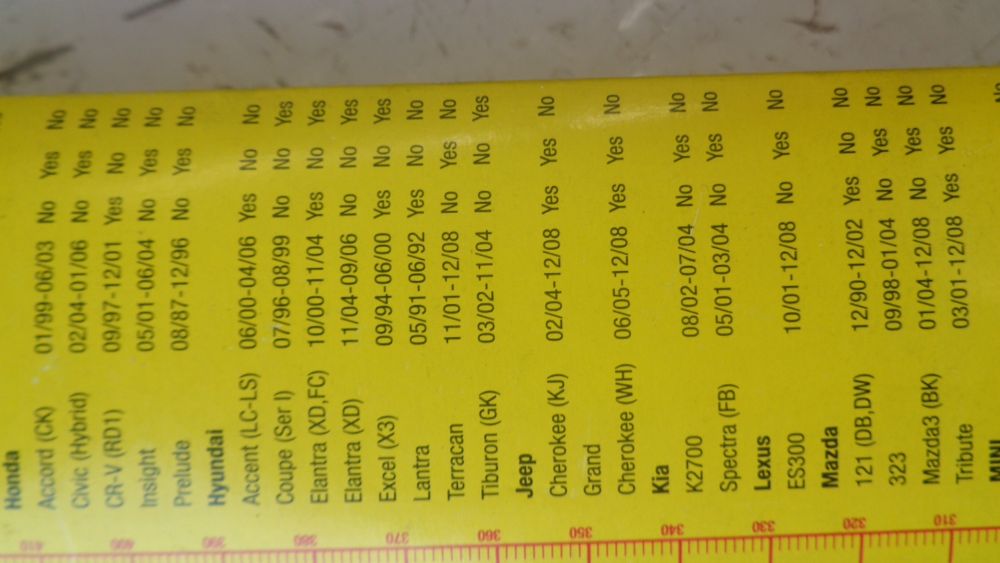 Honda
Accord (CK) 01/99-06/03 No Yes No
Civic (Hybrid) 02/04-01/06 No Yes No
CR-V (RD1) 09/97-12/01 Yes No No
Insight 05/01-06/04 No Yes No
Prelude 08/87-12/96 No Yes No
Hyundai
Accent (LC-LS) 06/00-04/06 Yes No No
Coupe (Ser I) 07/96-08/99 No No Yes
Elantra (XD,FC) 10/00-11/04 Yes No Yes
Elantra (XD) 11/04-09/06 No No Yes
Excel (X3) 09/94-06/00 Yes No Yes
Lantra 05/91-06/92 Yes No No
Terracan 11/01-12/08 No Yes No
Tiburon (GK) 03/02-11/04 No No Yes
Jeep
Cherokee (KJ) 02/04-12/08 Yes Yes No
Grand
Cherokee (WH) 06/05-12/08 Yes Yes No
Kia
K2700 08/02-07/04 No Yes No
Spectra (FB) 05/01-03/04 No Yes No
Lexus
ES300 10/01-12/08 No Yes No
Mazda
121 (DB,DW) 12/90-12/02 Yes No No
323 09/98-01/04 No Yes No
Mazda3 (BK) 01/04-12/08 No Yes No
Tribute 03/01-12/08 Yes Yes No
MINI
410 400 390 380 370 360 350 340 330 320 310